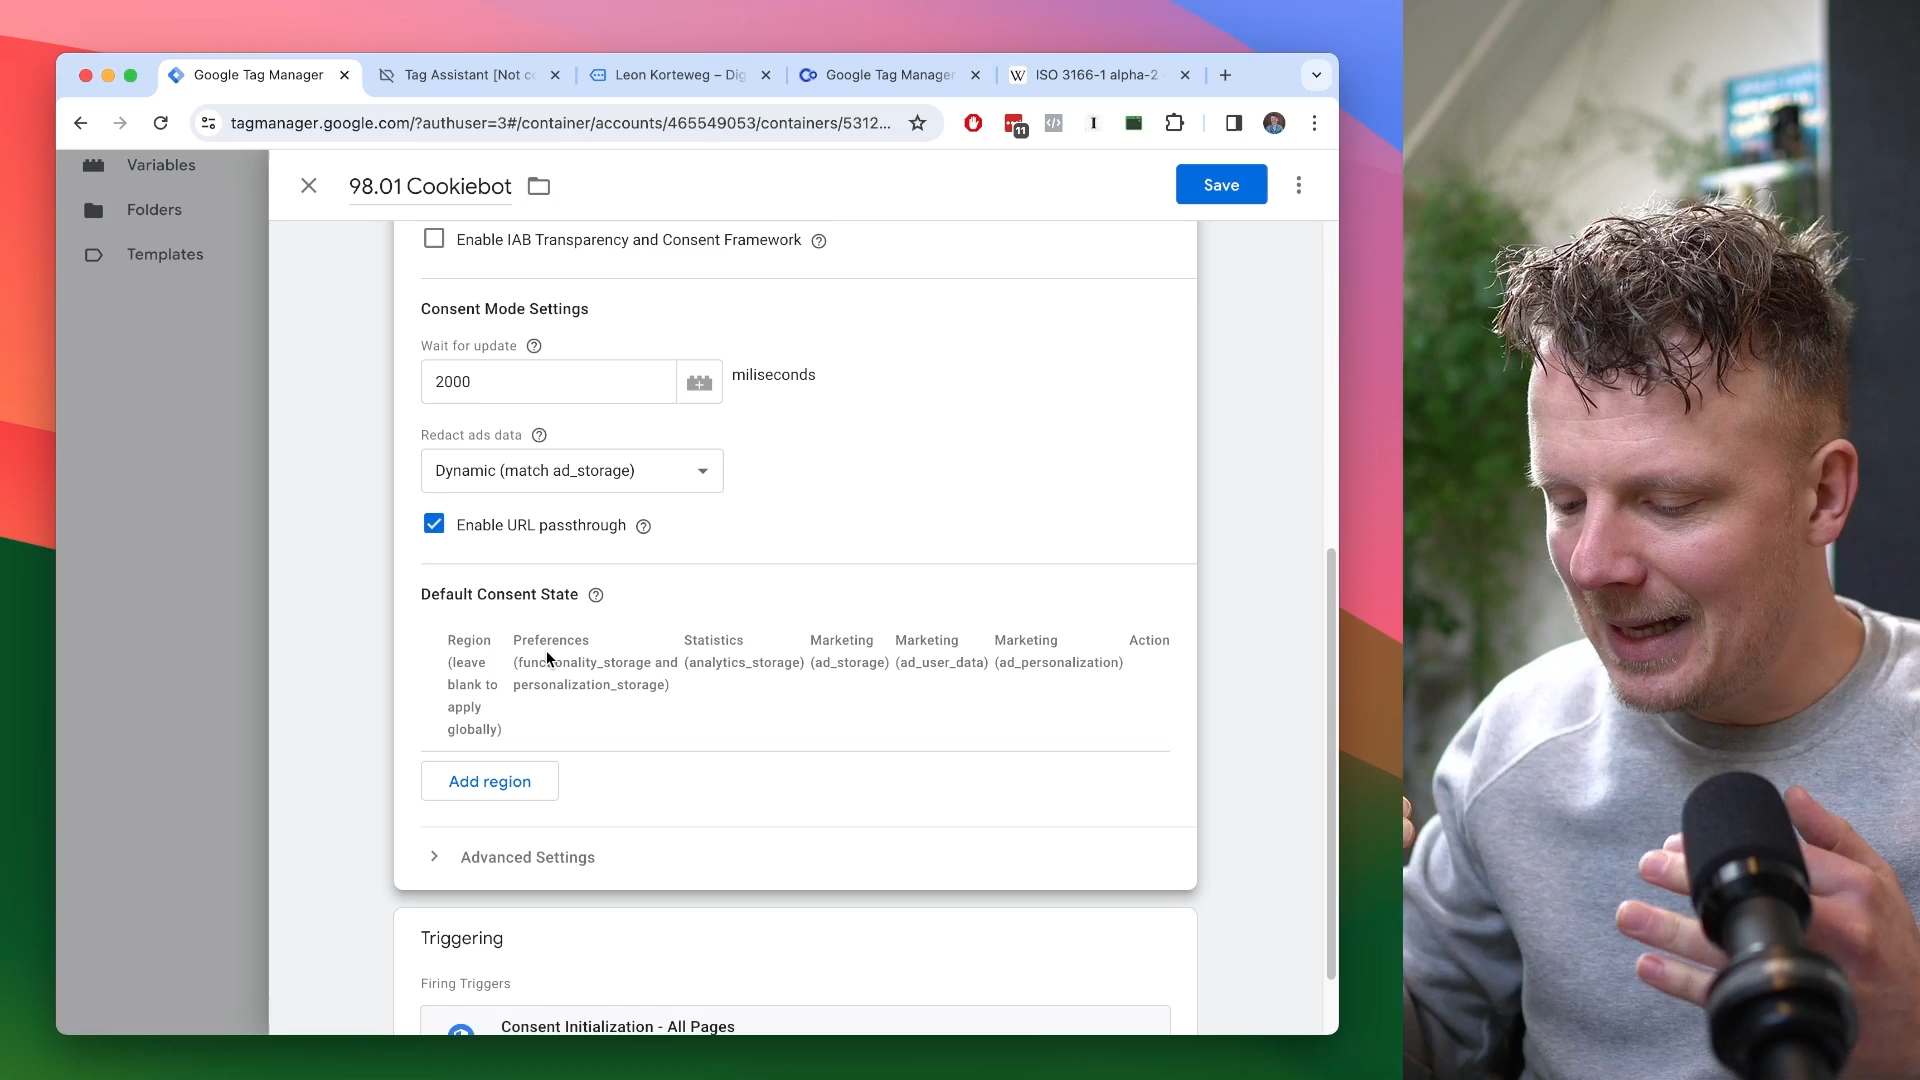 Google Tag Manager
Tag Assistant [Not c
Leon Korteweg – Dig
Google Tag Manager
ISO 3166-1 alpha-2
tagmanager.google.com/?authuser=3#/container/accounts/465549053/containers/5312...
11
Variables
Folders
Templates
98.01 Cookiebot
Save
Enable IAB Transparency and Consent Framework
Consent Mode Settings
Wait for update
2000
miliseconds
Redact ads data
Dynamic (match ad_storage)
Enable URL passthrough
Default Consent State
Region (leave blank to apply globally)
Preferences (functionality_storage and personalization_storage)
Statistics (analytics_storage)
Marketing (ad_storage)
Marketing (ad_user_data)
Marketing (ad_personalization)
Action
Add region
Advanced Settings
Triggering
Firing Triggers
Consent Initialization - All Pages